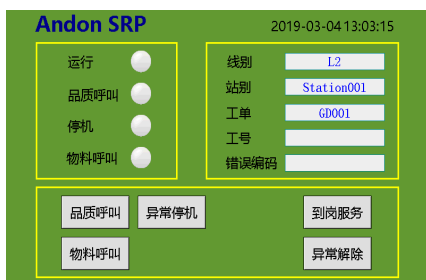 Andon SRP
2019-03-04 13:03:15
运行
品质呼叫
停机
物料呼叫
线别 L2
站别 Station001
工单 GD001
工号
错误编码
品质呼叫 异常停机 到岗服务
物料呼叫 异常解除